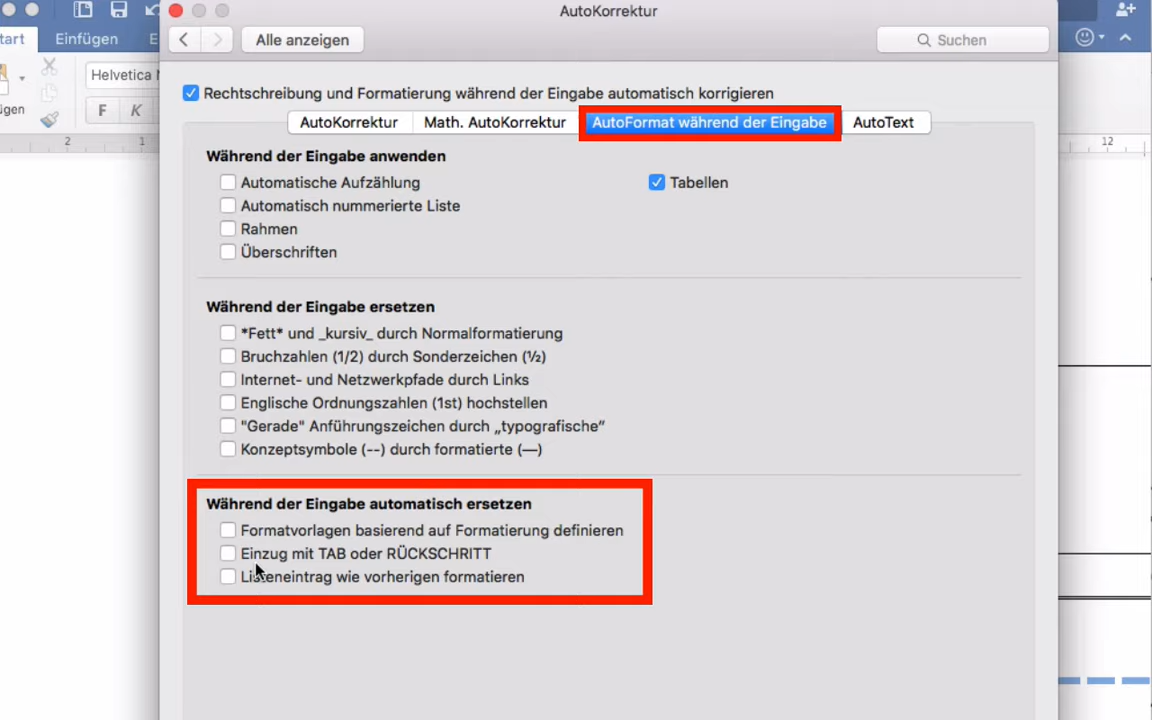 AutoKorrektur
tart Einfügen E
Alle anzeigen
Suchen
Helvetica N
ügen
F K
Rechtschreibung und Formatierung während der Eingabe automatisch korrigieren
2 1 12
AutoKorrektur Math. AutoKorrektur AutoFormat während der Eingabe AutoText
Während der Eingabe anwenden
Automatische Aufzählung Tabellen
Automatisch nummerierte Liste
Rahmen
Überschriften
Während der Eingabe ersetzen
*Fett* und _kursiv_ durch Normalformatierung
Bruchzahlen (1/2) durch Sonderzeichen (½)
Internet- und Netzwerkpfade durch Links
Englische Ordnungszahlen (1st) hochstellen
"Gerade" Anführungszeichen durch „typografische“
Konzeptsymbole (--) durch formatierte (—)
Während der Eingabe automatisch ersetzen
Formatvorlagen basierend auf Formatierung definieren
Einzug mit TAB oder RÜCKSCHRITT
Listeneintrag wie vorherigen formatieren